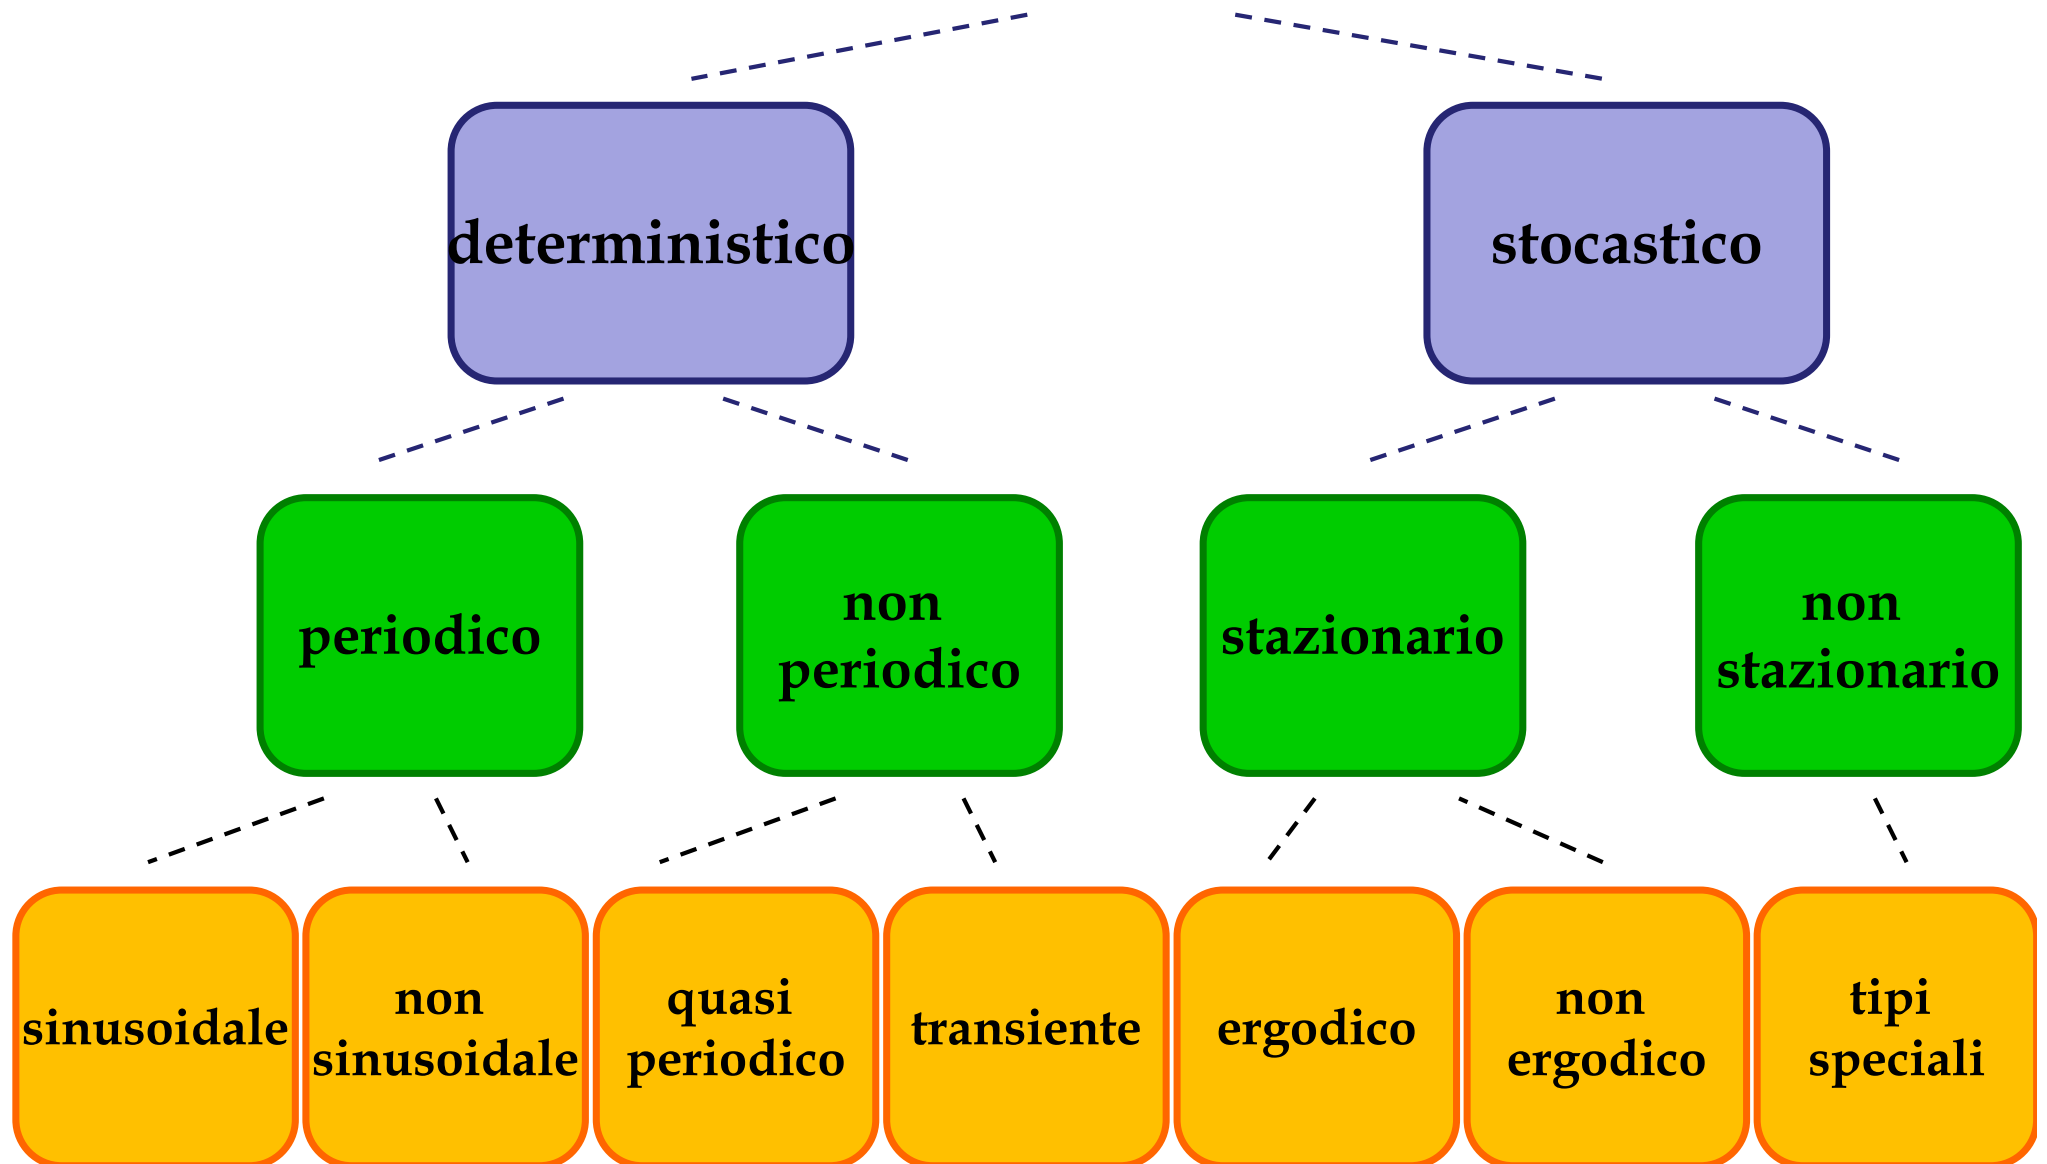 deterministico
stocastico
periodico
non
periodico
stazionario
non
stazionario
sinusoidale
non
sinusoidale
quasi
periodico
transiente
ergodico
non
ergodico
tipi
speciali